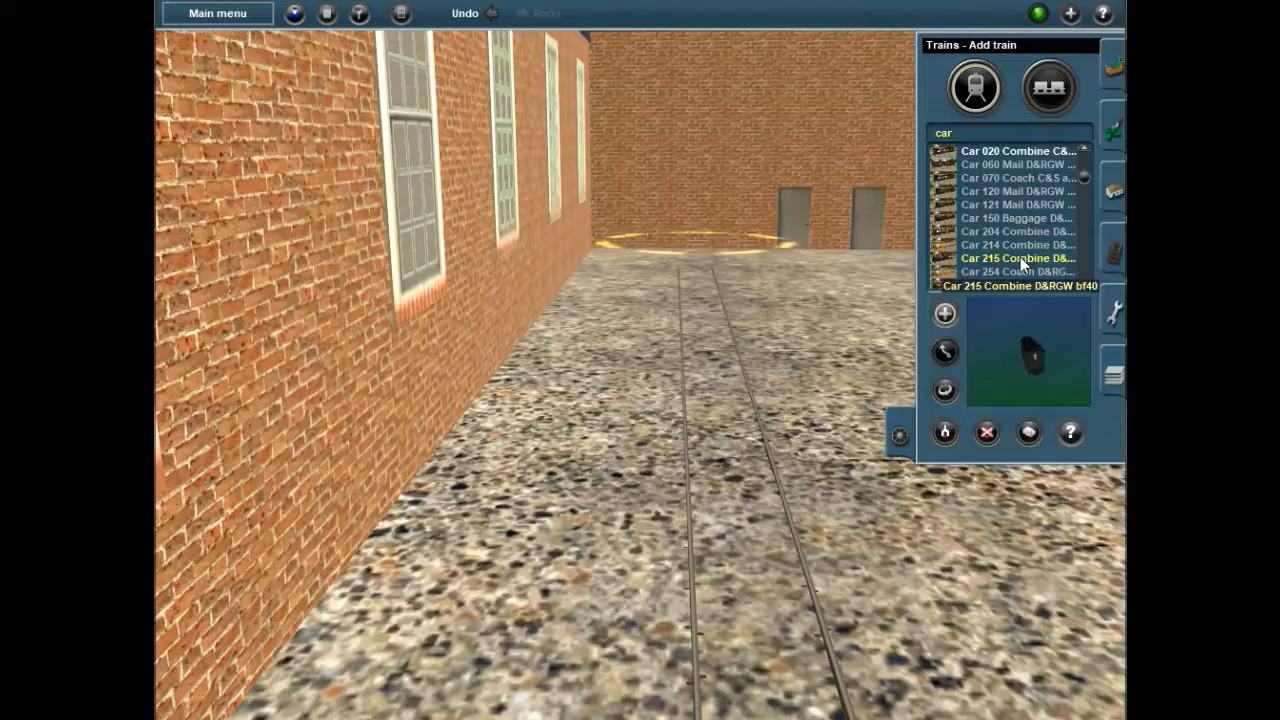 Main menu
Undo
Redo
?
Trains - Add train
car
Car 020 Combine C&...
Car 060 Mail D&RGW ...
Car 070 Coach C&S a...
Car 120 Mail D&RGW ...
Car 121 Mail D&RGW ...
Car 150 Baggage D&...
Car 204 Combine D&...
Car 214 Combine D&...
Car 215 Combine D&...
Car 254 Coach D&RG...
Car 215 Combine D&RGW bf40
?